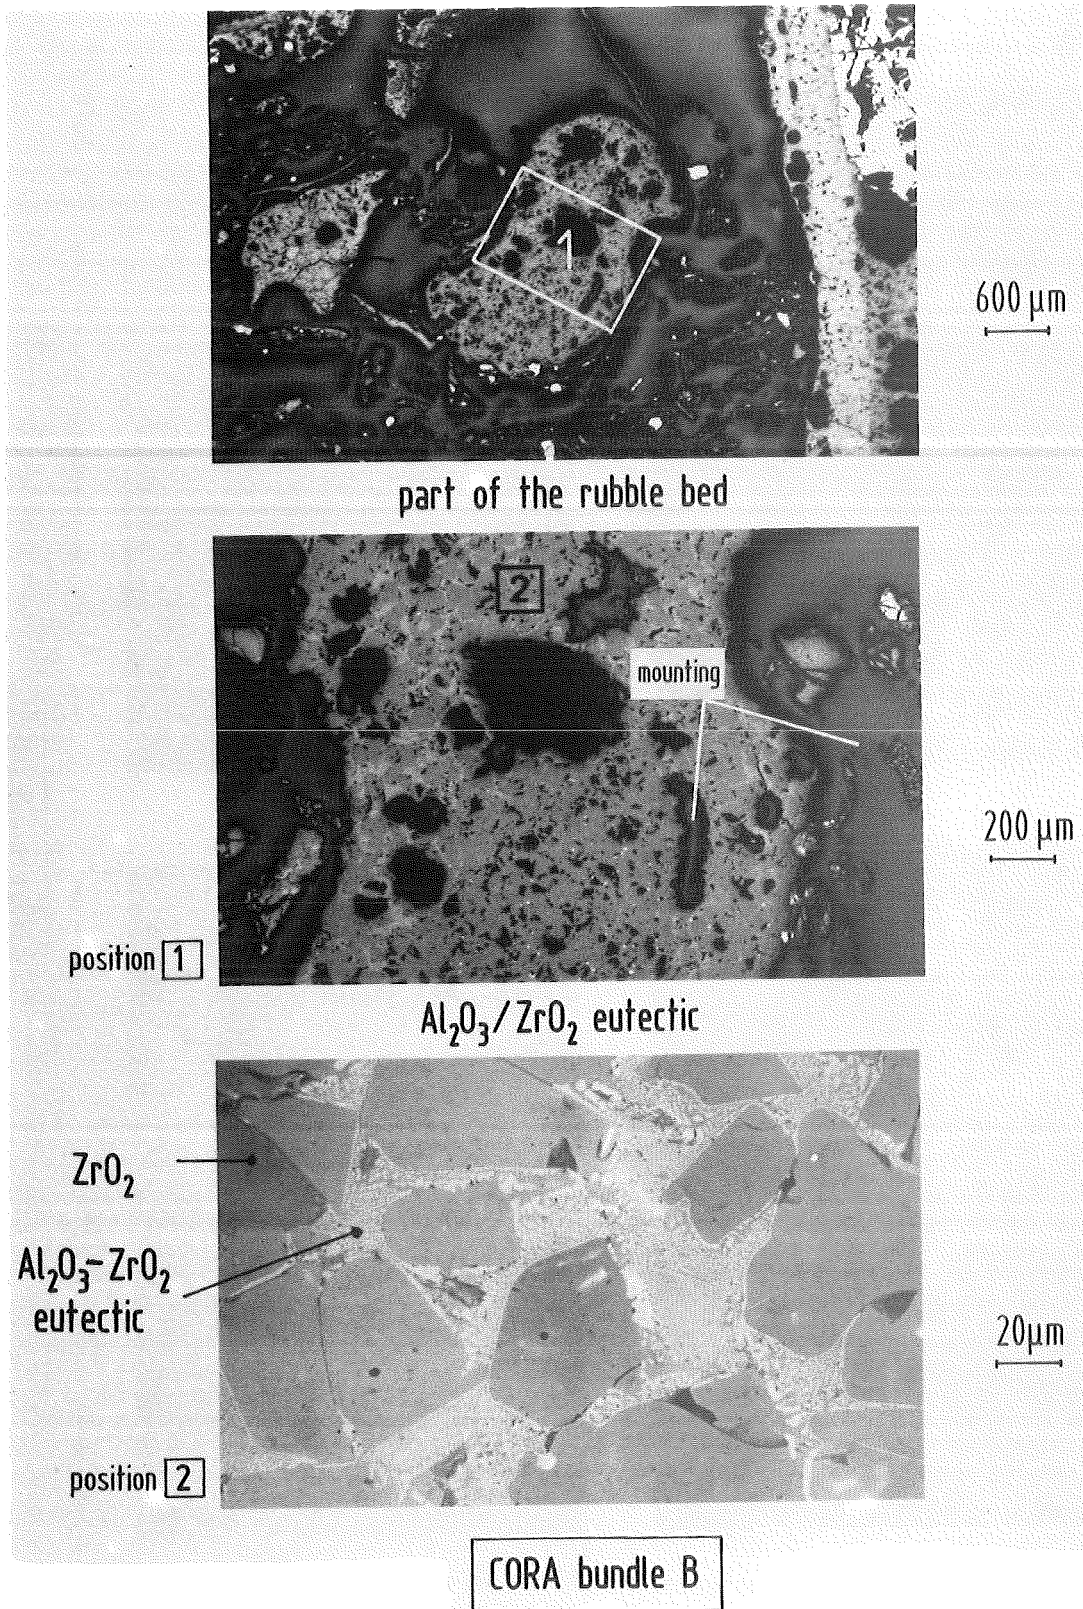 1
600 µm
part of the rubble bed
2
mounting
200 µm
position 1
Al₂O₃/ZrO₂ eutectic
ZrO₂
Al₂O₃-ZrO₂
eutectic
20µm
position 2
CORA bundle B